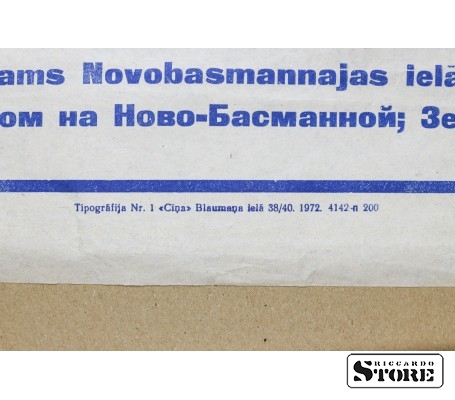 ams Novobasmannajas ielā
ом на Ново-Басманной; Зе
Tipogrāfija Nr. 1 «Cīņa» Blaumaņa ielā 38/40. 1972. 4142-п 200
RICCARDO
STORE